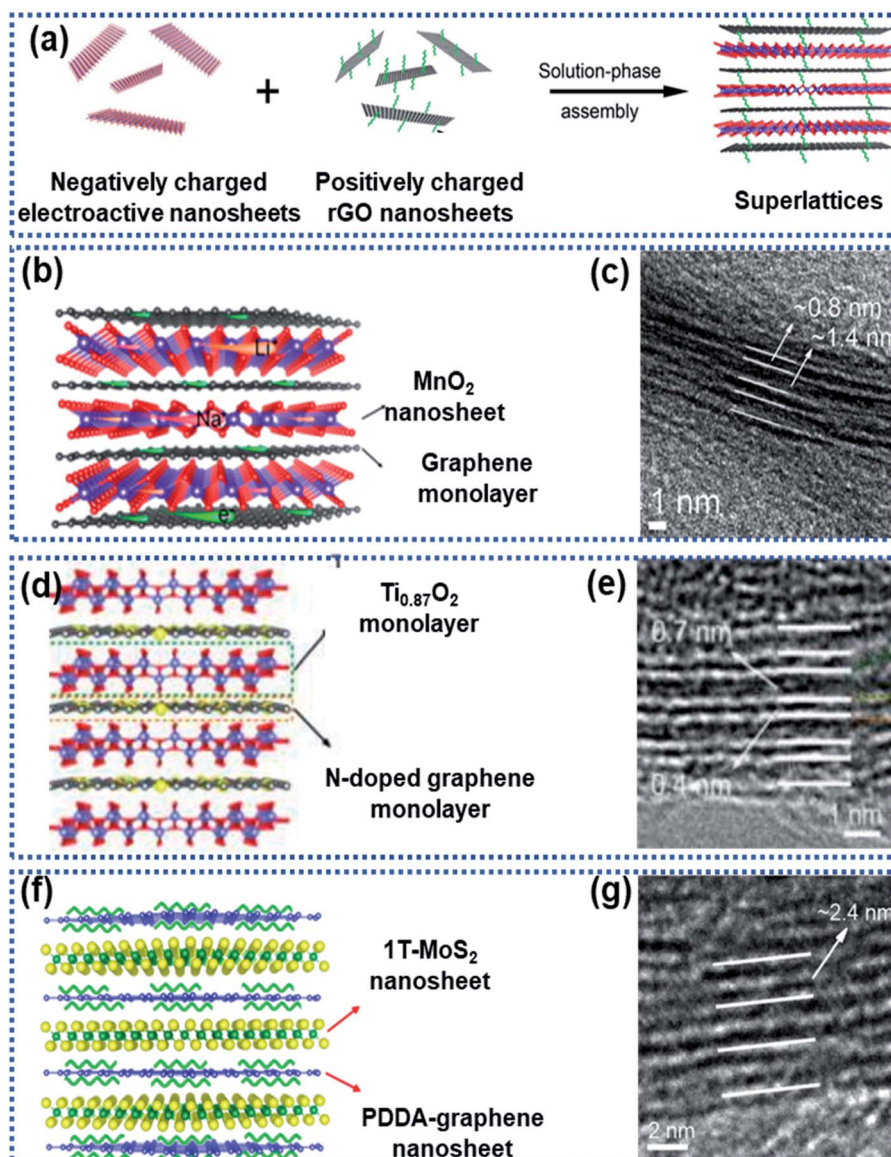 (a)
+
Solution-phase
assembly
Negatively charged
electroactive nanosheets
Positively charged
rGO nanosheets
Superlattices
(b)
Li⁺
Na⁺
e⁻
MnO₂
nanosheet
Graphene
monolayer
(c)
~0.8 nm
~1.4 nm
1 nm
(d)
Ti₀.₈₇O₂
monolayer
N-doped graphene
monolayer
(e)
0.7 nm
0.4 nm
1 nm
(f)
1T-MoS₂
nanosheet
PDDA-graphene
nanosheet
(g)
~2.4 nm
2 nm